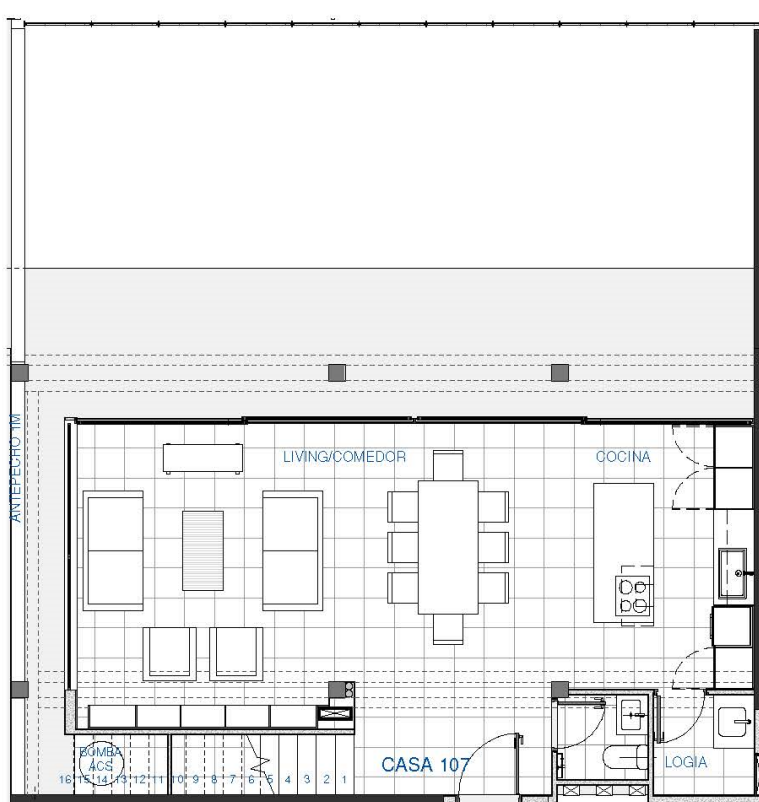 LIVING/COMEDOR
COCINA
ANTEPECHO 1M
BOMBA
ACS
CASA 107
LOGIA
16 15 14 13 12 11 10 9 8 7 6 5 4 3 2 1